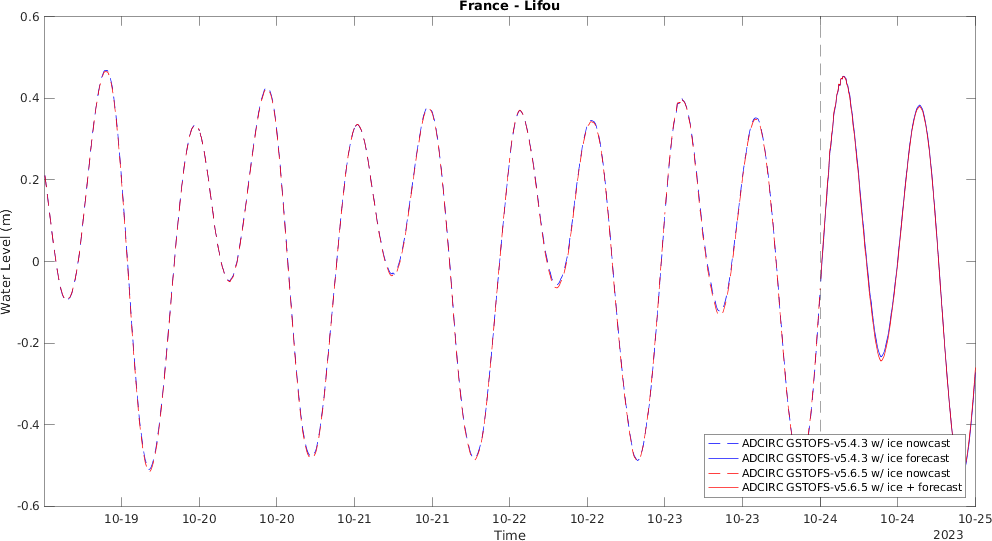 France - Lifou
0.6
0.4
0.2
0
-0.2
-0.4
-0.6
Water Level (m)
ADCIRC GSTOFS-v5.4.3 w/ ice nowcast
ADCIRC GSTOFS-v5.4.3 w/ ice forecast
ADCIRC GSTOFS-v5.6.5 w/ ice nowcast
ADCIRC GSTOFS-v5.6.5 w/ ice + forecast
10-19 10-20 10-20 10-21 10-21 10-22 10-22 10-23 10-23 10-24 10-24 10-25
Time 2023